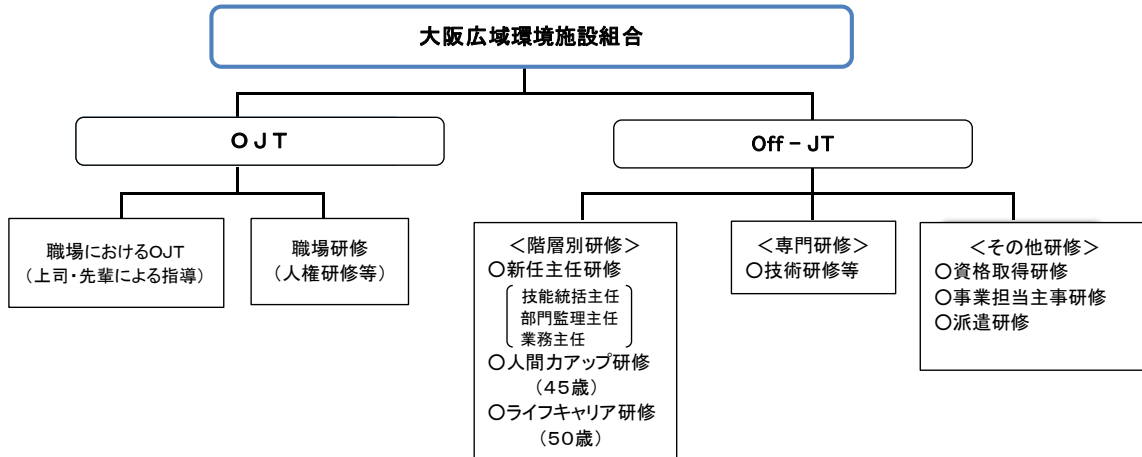 大阪広域環境施設組合
ＯＪＴ
Off－JT
職場におけるOJT
（上司・先輩による指導）
職場研修
（人権研修等）
＜階層別研修＞
○新任主任研修
技能統括主任
部門監理主任
業務主任
○人間力アップ研修
（45歳）
○ライフキャリア研修
（50歳）
＜専門研修＞
○技術研修等
＜その他研修＞
○資格取得研修
○事業担当主事研修
○派遣研修